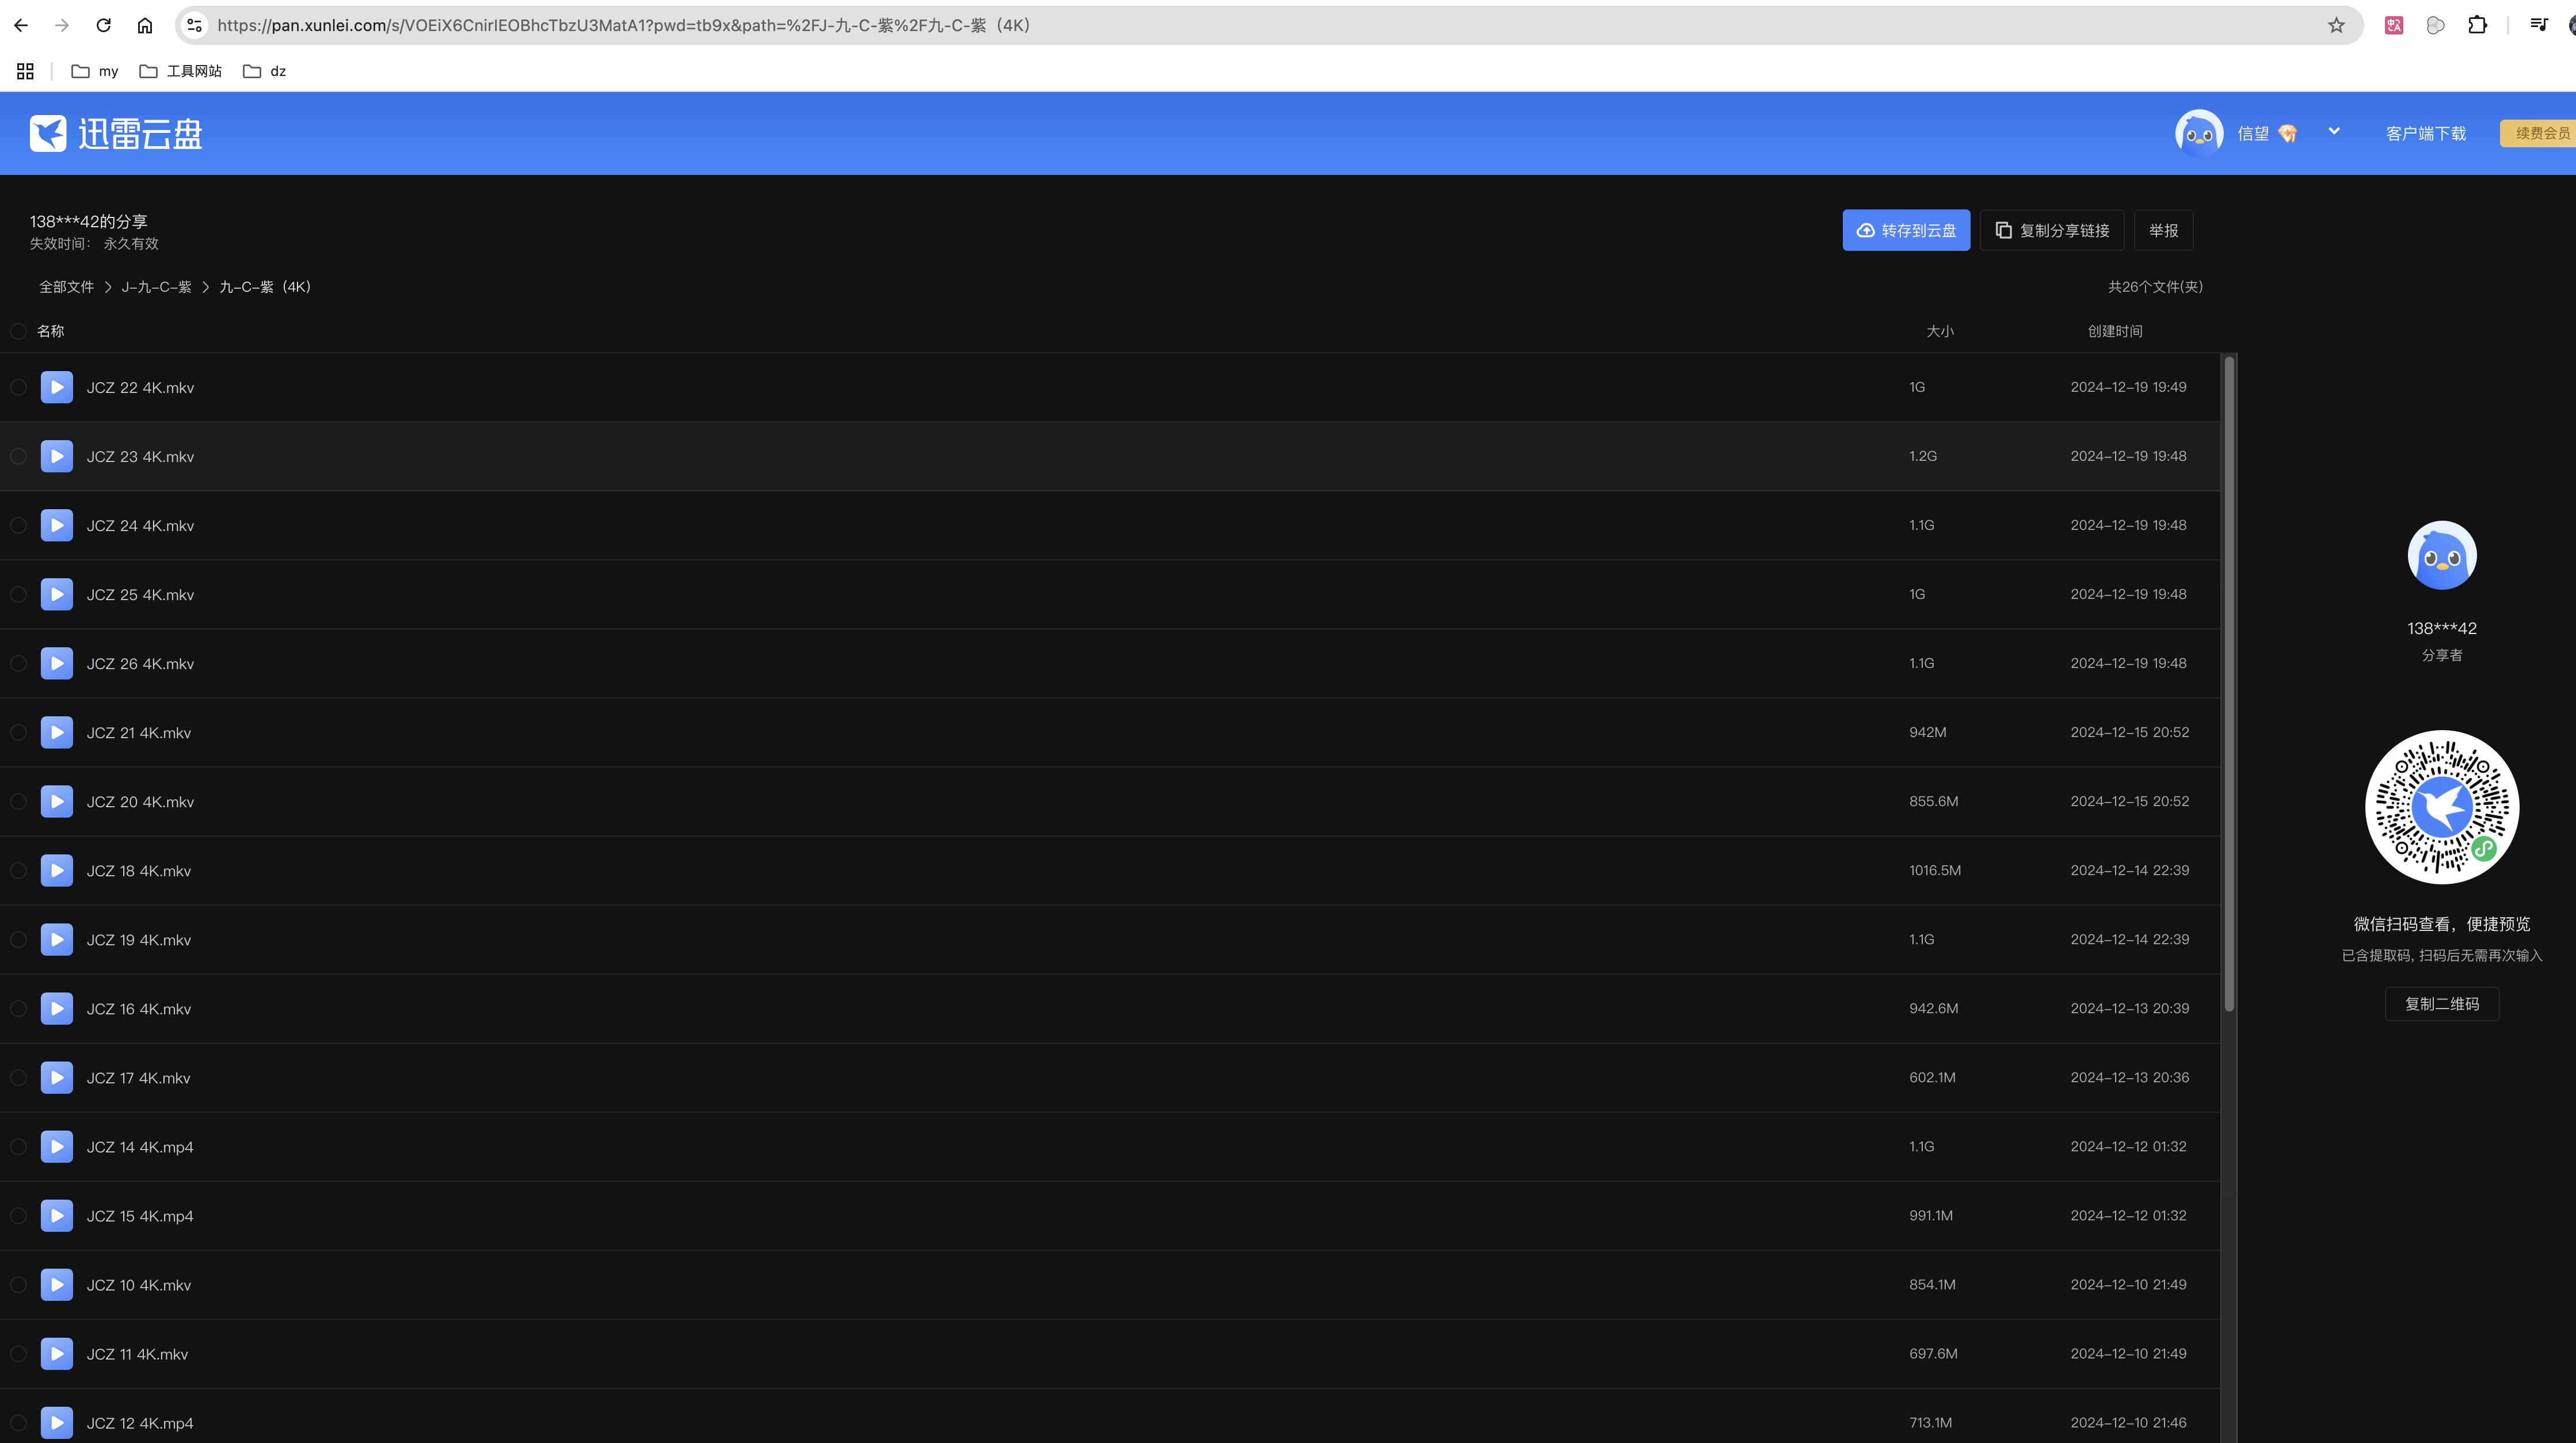 https://pan.xunlei.com/s/VOEiX6CnirIEOBhcTbzU3MatA1?pwd=tb9x&path=%2FJ-九-C-紫%2F九-C-紫（4K）
my 工具网站 dz
迅雷云盘 信望 客户端下载 续费会员
138***42的分享
失效时间： 永久有效
转存到云盘 复制分享链接 举报
全部文件 > J-九-C-紫 > 九-C-紫（4K） 共26个文件(夹)
名称 大小 创建时间
JCZ 22 4K.mkv 1G 2024-12-19 19:49
JCZ 23 4K.mkv 1.2G 2024-12-19 19:48
JCZ 24 4K.mkv 1.1G 2024-12-19 19:48
JCZ 25 4K.mkv 1G 2024-12-19 19:48
JCZ 26 4K.mkv 1.1G 2024-12-19 19:48
JCZ 21 4K.mkv 942M 2024-12-15 20:52
JCZ 20 4K.mkv 855.6M 2024-12-15 20:52
JCZ 18 4K.mkv 1016.5M 2024-12-14 22:39
JCZ 19 4K.mkv 1.1G 2024-12-14 22:39
JCZ 16 4K.mkv 942.6M 2024-12-13 20:39
JCZ 17 4K.mkv 602.1M 2024-12-13 20:36
JCZ 14 4K.mp4 1.1G 2024-12-12 01:32
JCZ 15 4K.mp4 991.1M 2024-12-12 01:32
JCZ 10 4K.mkv 854.1M 2024-12-10 21:49
JCZ 11 4K.mkv 697.6M 2024-12-10 21:49
JCZ 12 4K.mp4 713.1M 2024-12-10 21:46
138***42
分享者
微信扫码查看，便捷预览
已含提取码, 扫码后无需再次输入
复制二维码